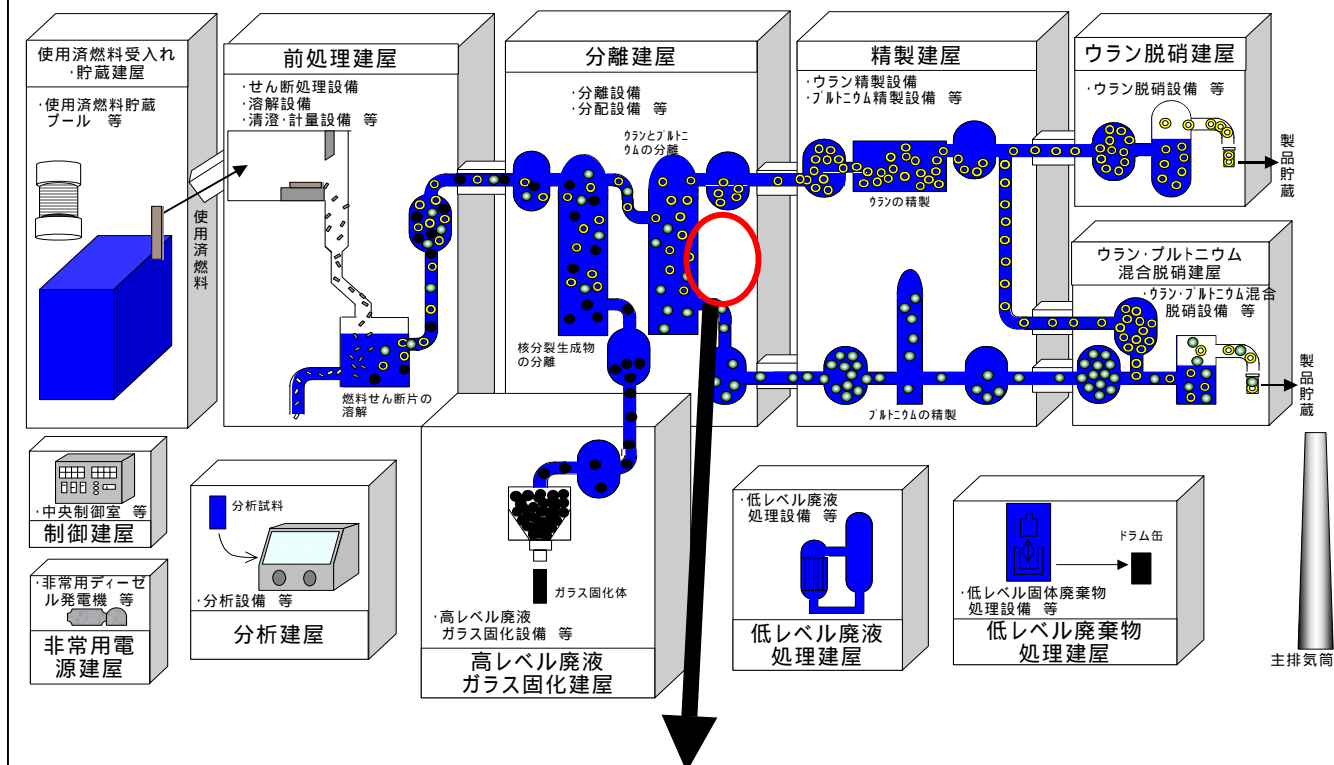 使用済燃料受入れ
・貯蔵建屋
・使用済燃料貯蔵
プール 等
使用済燃料
前処理建屋
・せん断処理設備
・溶解設備
・清澄・計量設備 等
燃料せん断片の
溶解
分離建屋
・分離設備
・分配設備 等
ウランとプルトニ
ウムの分離
核分裂生成物
の分離
精製建屋
・ウラン精製設備
・プルトニウム精製設備 等
ウランの精製
プルトニウムの精製
ウラン脱硝建屋
・ウラン脱硝設備 等
製品貯蔵
ウラン・プルトニウム
混合脱硝建屋
・ウラン・プルトニウム混合
脱硝設備 等
製品貯蔵
・中央制御室 等
制御建屋
・非常用ディーゼ
ル発電機 等
非常用電
源建屋
分析試料
・分析設備 等
分析建屋
ガラス固化体
・高レベル廃液
ガラス固化設備 等
高レベル廃液
ガラス固化建屋
・低レベル廃液
処理設備 等
低レベル廃液
処理建屋
ドラム缶
・低レベル固体廃棄物
処理設備 等
低レベル廃棄物
処理建屋
主排気筒